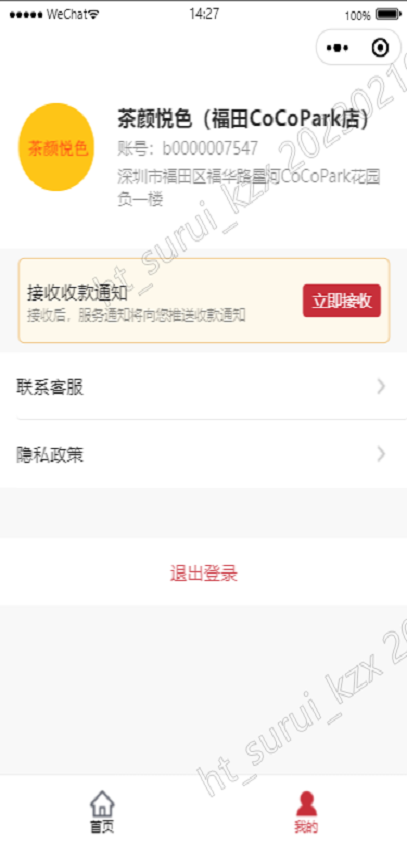 WeChat 14:27 100%
茶颜悦色（福田CoCoPark店）
茶颜悦色
账号：b0000007547
深圳市福田区福华路星河CoCoPark花园
负一楼
接收收款通知
接收后，服务通知将向您推送收款通知
立即接收
联系客服
隐私政策
退出登录
首页
我的
ht_surui_kzx 20220210
ht_surui_kzx 20